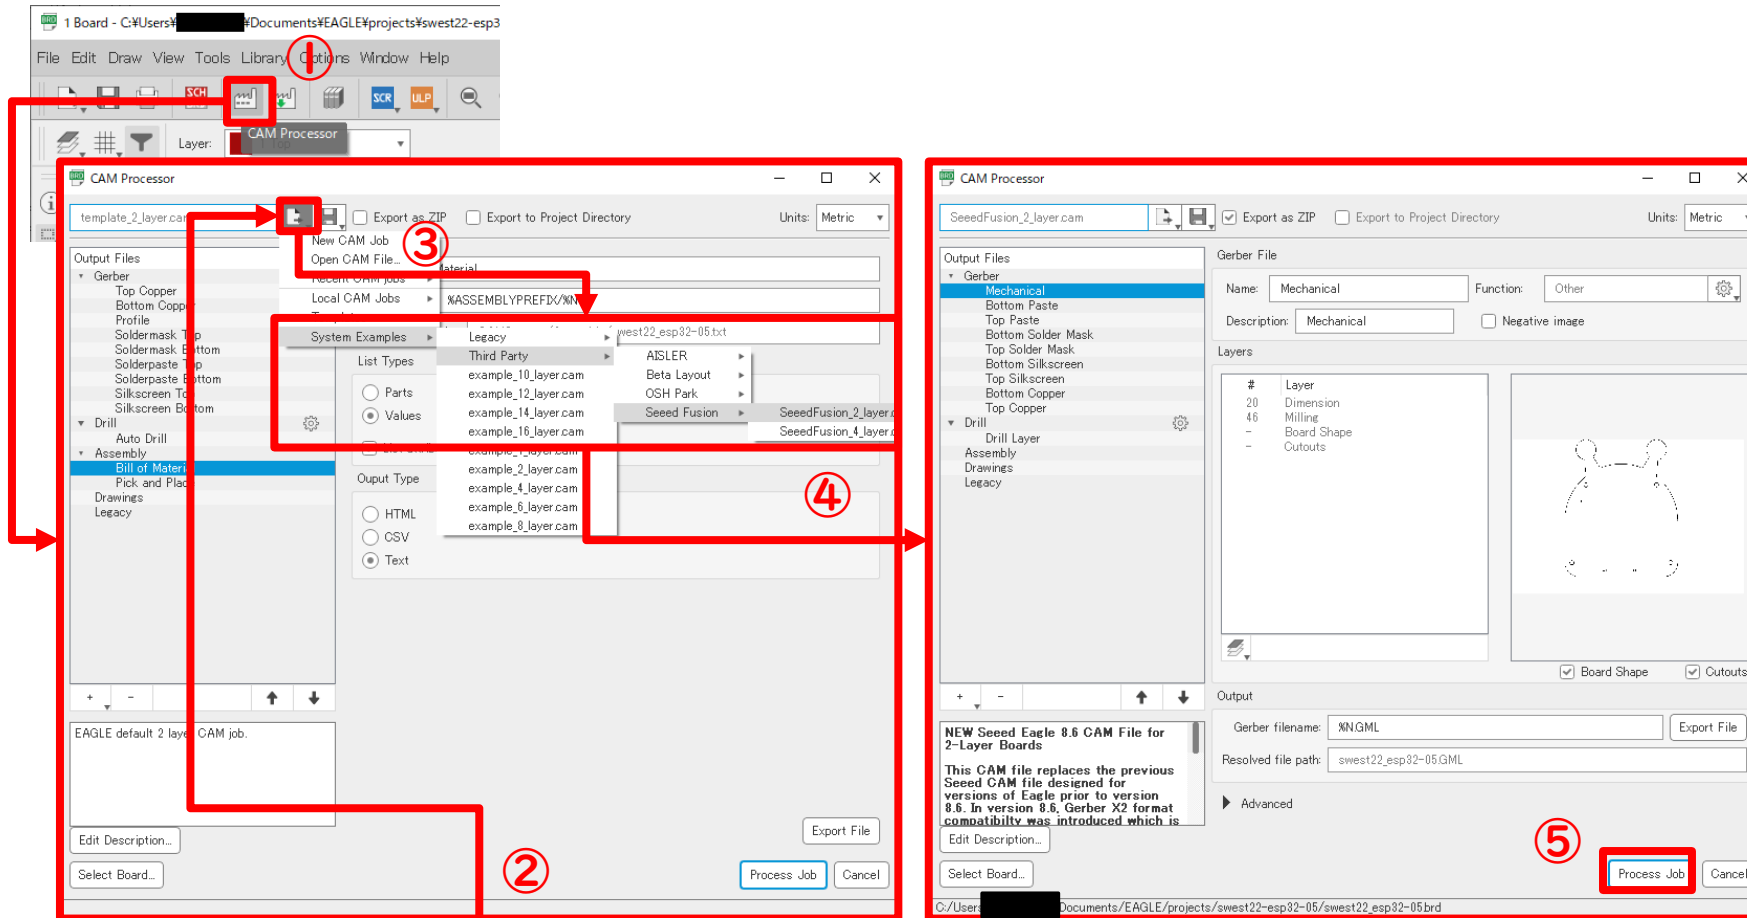 1 Board - C:¥Users¥ ¥Documents¥EAGLE¥projects¥swest22-esp3
①
File Edit Draw View Tools Library Options Window Help
SCH SCR ULP
Layer: Top
CAM Processor
CAM Processor
template_2_layer.cam
Export as ZIP
Export to Project Directory
Units: Metric
③
New CAM Job
Open CAM File...
Recent CAM jobs
Local CAM Jobs
System Examples
Output Files
Gerber
Top Copper
Bottom Copper
Profile
Soldermask Top
Soldermask Bottom
Solderpaste Top
Solderpaste Bottom
Silkscreen Top
Silkscreen Bottom
Drill
Auto Drill
Assembly
Bill of Material
Pick and Place
Drawings
Legacy
%ASSEMBLYPREFIX/%N
west22_esp32-05.txt
Legacy
Third Party
example_10_layer.cam
example_12_layer.cam
example_14_layer.cam
example_16_layer.cam
example_2_layer.cam
example_4_layer.cam
example_6_layer.cam
example_8_layer.cam
AISLER
Beta Layout
OSH Park
Seeed Fusion
SeeedFusion_2_layer.c
SeeedFusion_4_layer.c
List Types
Parts
Values
Ouput Type
HTML
CSV
Text
④
+ -
EAGLE default 2 layer CAM job.
Edit Description...
Export File
Select Board...
②
Process Job
Cancel
CAM Processor
SeeedFusion_2_layer.cam
Export as ZIP
Export to Project Directory
Units: Metric
Output Files
Gerber
Mechanical
Bottom Paste
Top Paste
Bottom Solder Mask
Top Solder Mask
Bottom Silkscreen
Top Silkscreen
Bottom Copper
Top Copper
Drill
Drill Layer
Assembly
Drawings
Legacy
+ -
Gerber File
Name: Mechanical
Function: Other
Description: Mechanical
Negative image
Layers
# Layer
20 Dimension
46 Milling
- Board Shape
- Cutouts
Board Shape
Cutouts
Output
Gerber filename: %N.GML
Export File
Resolved file path: swest22_esp32-05.GML
Advanced
NEW Seeed Eagle 8.6 CAM File for
2-Layer Boards
This CAM file replaces the previous
Seeed CAM file designed for
versions of Eagle prior to version
8.6. In version 8.6, Gerber X2 format
compatibilty was introduced which is
Edit Description...
⑤
Select Board...
Process Job
Cancel
C:/Users Documents/EAGLE/projects/swest22-esp32-05/swest22_esp32-05.brd